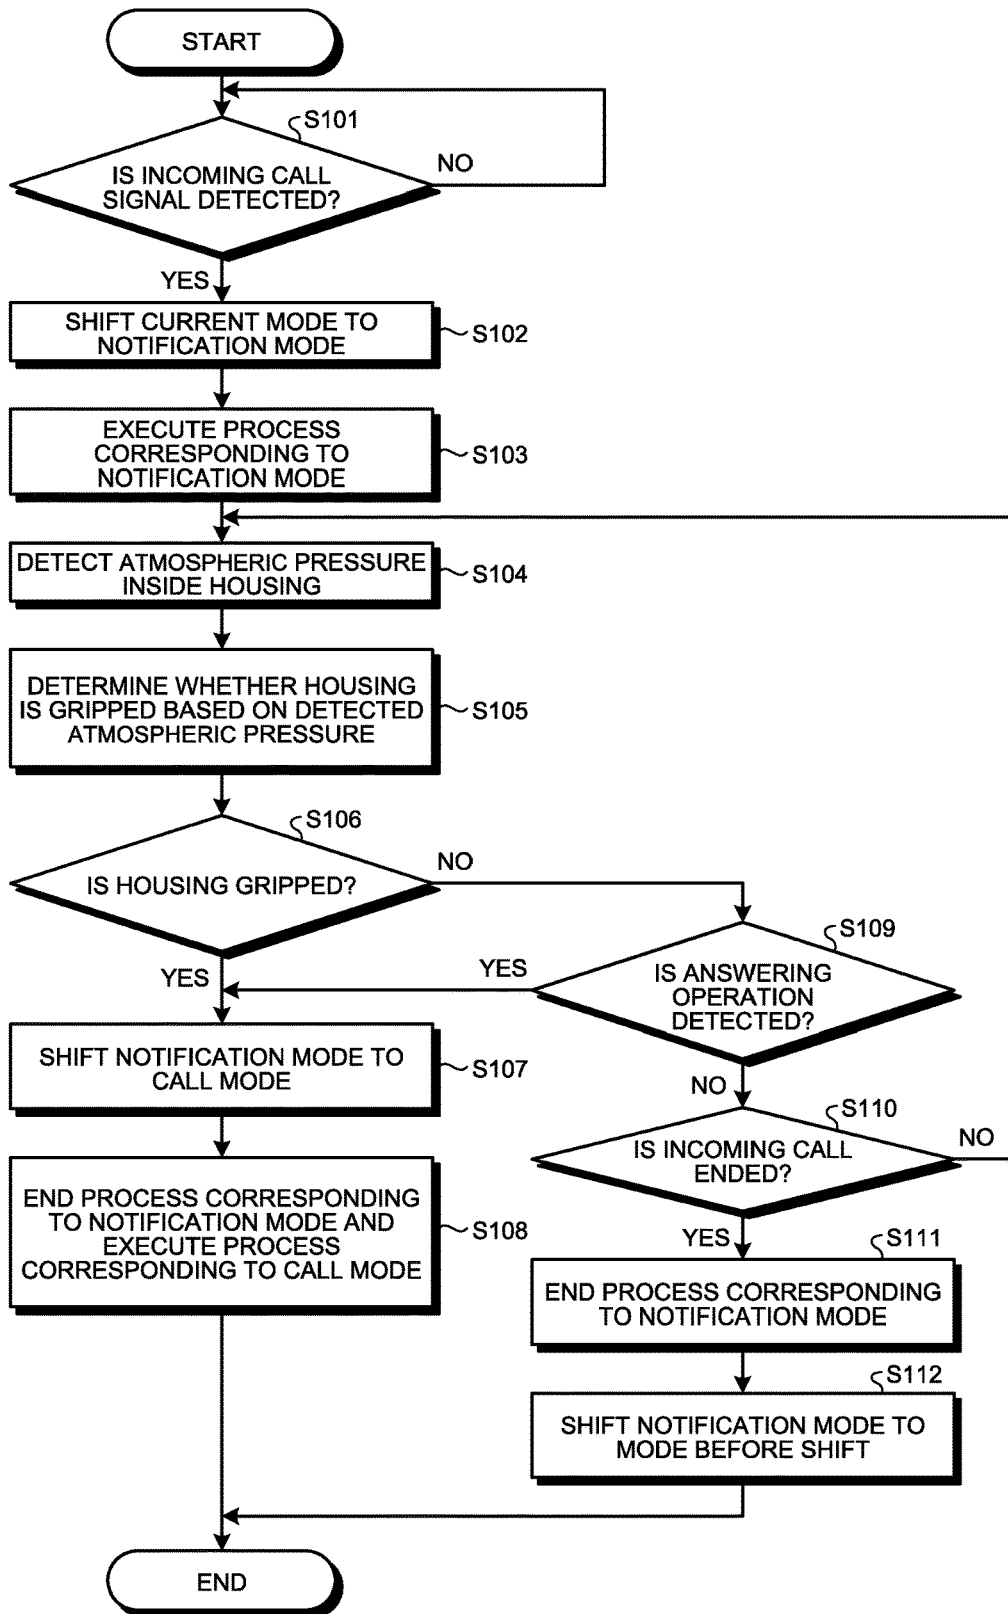 START
S101
IS INCOMING CALL
SIGNAL DETECTED?
NO
YES
SHIFT CURRENT MODE TO
NOTIFICATION MODE
S102
EXECUTE PROCESS
CORRESPONDING TO
NOTIFICATION MODE
S103
DETECT ATMOSPHERIC PRESSURE
INSIDE HOUSING
S104
DETERMINE WHETHER HOUSING
IS GRIPPED BASED ON DETECTED
ATMOSPHERIC PRESSURE
S105
S106
IS HOUSING GRIPPED?
NO
YES
S109
IS ANSWERING
OPERATION
DETECTED?
YES
NO
SHIFT NOTIFICATION MODE TO
CALL MODE
S107
S110
IS INCOMING CALL
ENDED?
NO
YES
END PROCESS CORRESPONDING
TO NOTIFICATION MODE AND
EXECUTE PROCESS
CORRESPONDING TO CALL MODE
S108
S111
END PROCESS CORRESPONDING
TO NOTIFICATION MODE
S112
SHIFT NOTIFICATION MODE TO
MODE BEFORE SHIFT
END